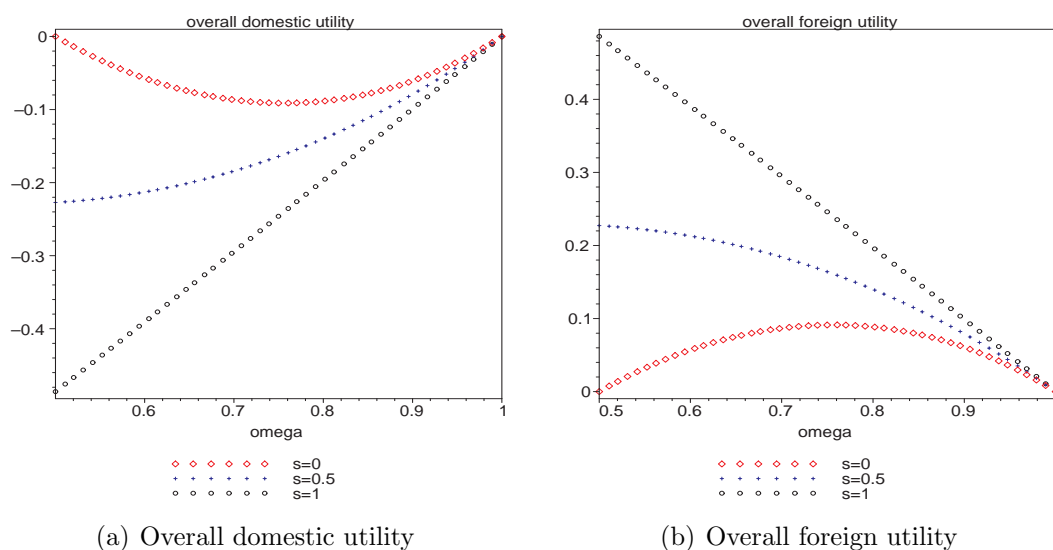 overall domestic utility
0
−0.1
−0.2
−0.3
−0.4
0.6 0.7 0.8 0.9 1
omega
s=0
s=0.5
s=1
(a) Overall domestic utility
overall foreign utility
0.4
0.3
0.2
0.1
0
0.5 0.6 0.7 0.8 0.9
omega
s=0
s=0.5
s=1
(b) Overall foreign utility